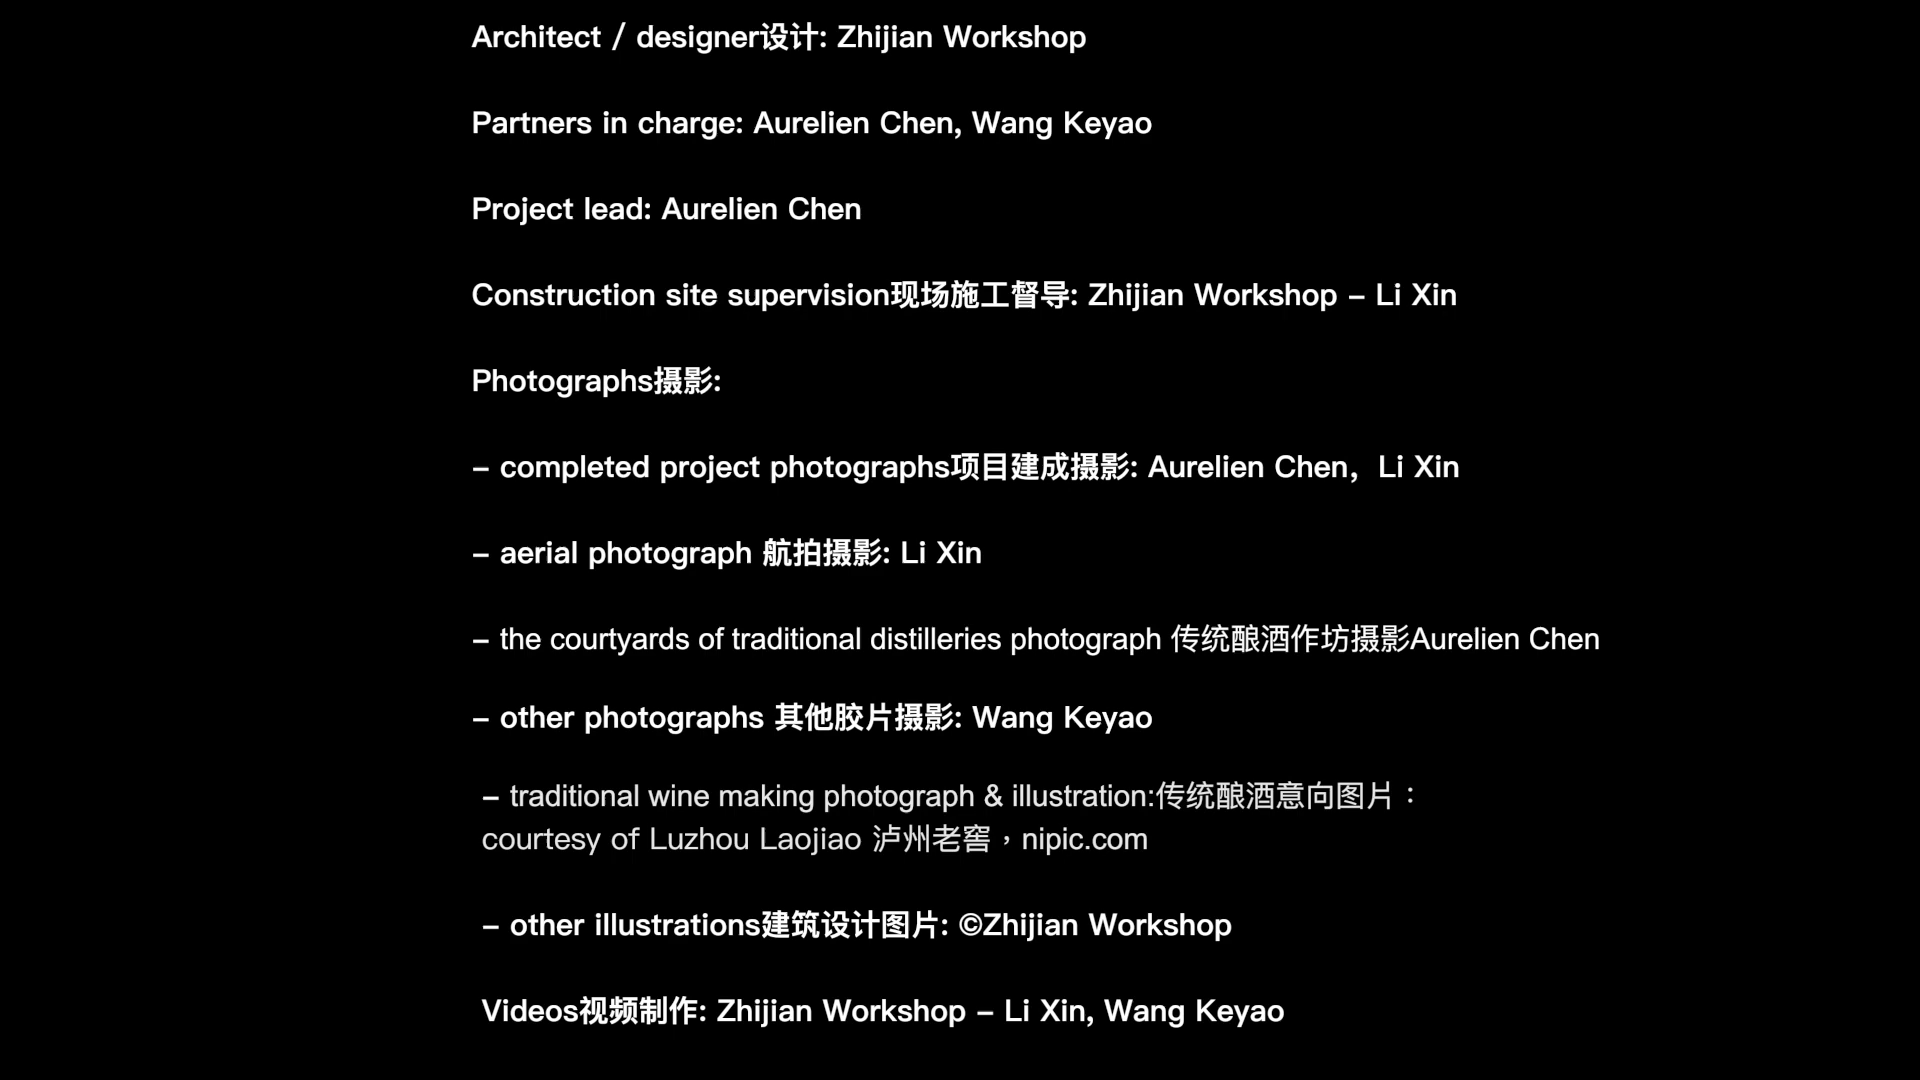 Architect / designer设计: Zhijian Workshop
Partners in charge: Aurelien Chen, Wang Keyao
Project lead: Aurelien Chen
Construction site supervision现场施工督导: Zhijian Workshop – Li Xin
Photographs摄影:
– completed project photographs项目建成摄影: Aurelien Chen，Li Xin
– aerial photograph 航拍摄影: Li Xin
– the courtyards of traditional distilleries photograph 传统酿酒作坊摄影Aurelien Chen
– other photographs 其他胶片摄影: Wang Keyao
– traditional wine making photograph & illustration:传统酿酒意向图片：
courtesy of Luzhou Laojiao 泸州老窖，nipic.com
– other illustrations建筑设计图片: ©Zhijian Workshop
Videos视频制作: Zhijian Workshop – Li Xin, Wang Keyao